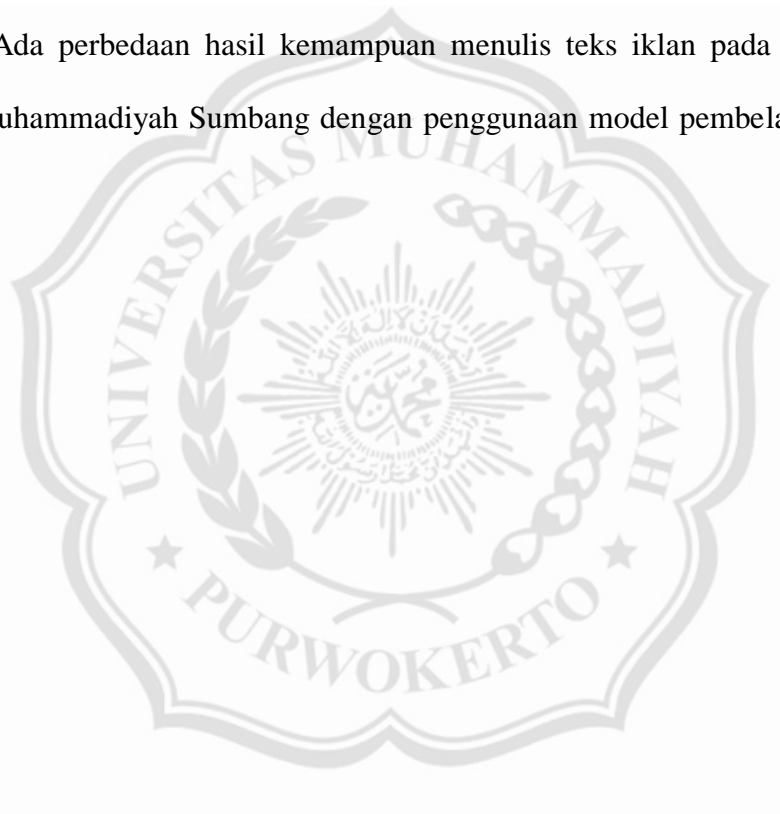 Ada perbedaan hasil kemampuan menulis teks iklan pada
uhammadiyah Sumbang dengan penggunaan model pembela
UNIVERSITAS MUHAMMADIYAH
PURWOKERTO